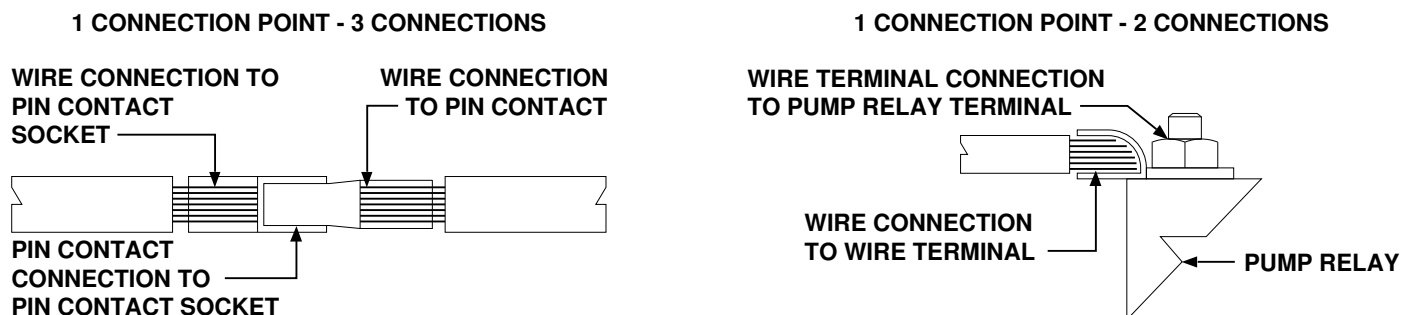 1 CONNECTION POINT - 3 CONNECTIONS
WIRE CONNECTION TO
PIN CONTACT
SOCKET
WIRE CONNECTION
TO PIN CONTACT
PIN CONTACT
CONNECTION TO
PIN CONTACT SOCKET
1 CONNECTION POINT - 2 CONNECTIONS
WIRE TERMINAL CONNECTION
TO PUMP RELAY TERMINAL
WIRE CONNECTION
TO WIRE TERMINAL
PUMP RELAY